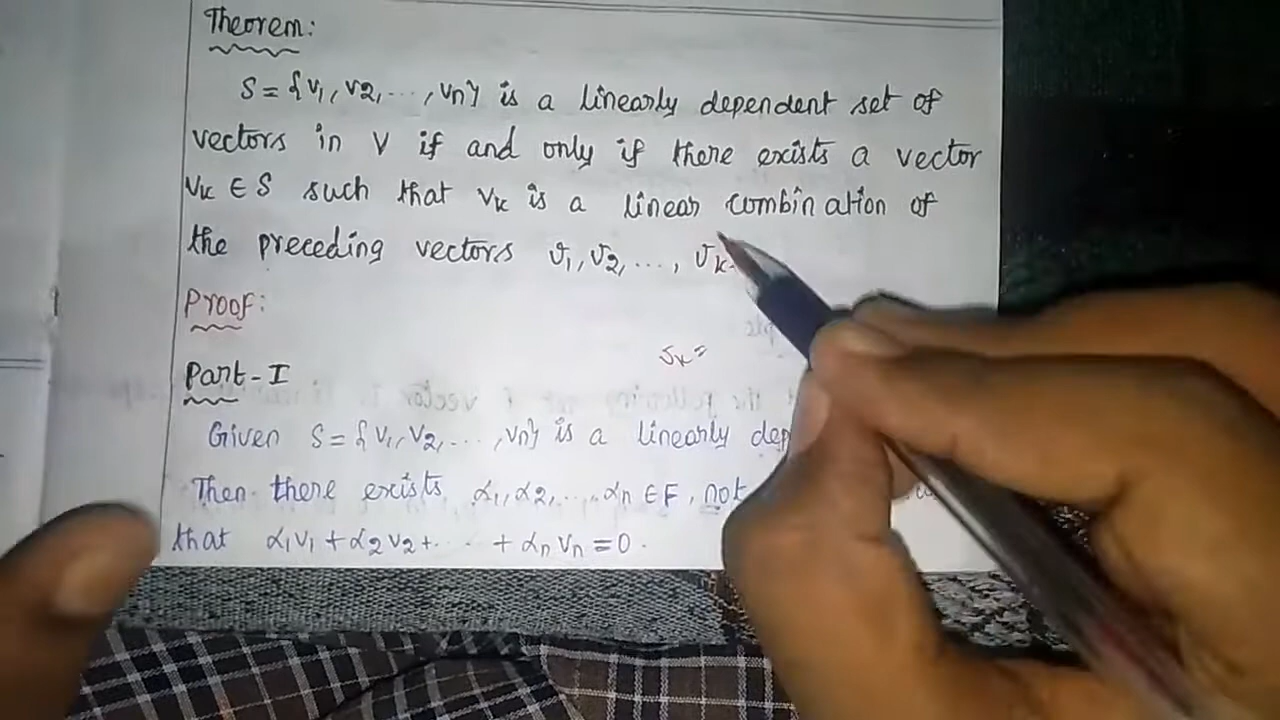 Theorem:
S = {v1, v2, ..., vn} is a linearly dependent set of
vectors in V if and only if there exists a vector
vk ∈ S such that vk is a linear combination of
the preceding vectors v1, v2, ..., vk-
Proof:
vk =
Part-I
Given S = {v1, v2, ..., vn} is a linearly dep
Then there exists α1, α2, ..., αn ∈ F, not
that α1v1 + α2v2 + ... + αnvn = 0.